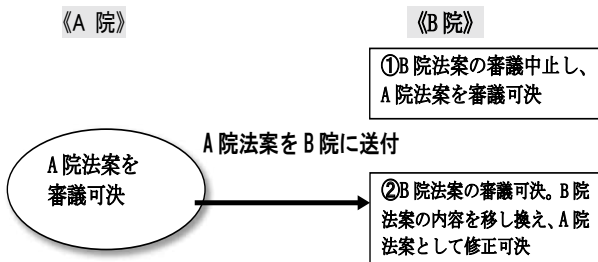 《A 院》
《B 院》
①B 院法案の審議中止し、
A 院法案を審議可決
A 院法案を B 院に送付
A 院法案を
審議可決
②B 院法案の審議可決。B 院
法案の内容を移し換え、A 院
法案として修正可決